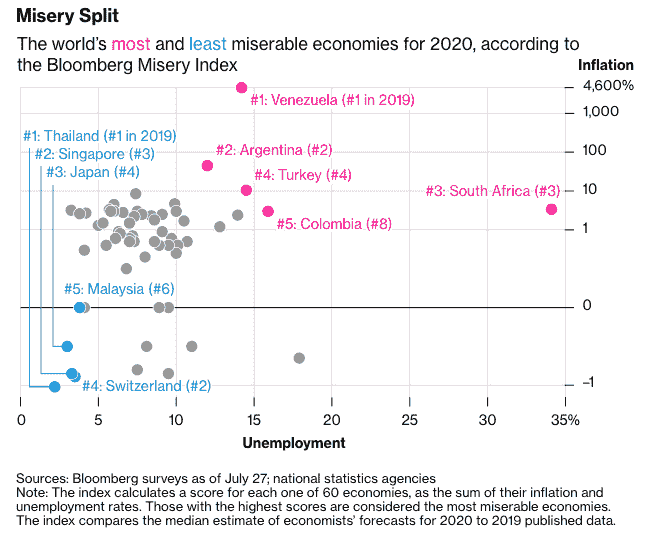 Misery Split
The world's most and least miserable economies for 2020, according to
the Bloomberg Misery Index
Inflation
4,600%
#1: Venezuela (#1 in 2019)
1,000
#1: Thailand (#1 in 2019)
#2: Singapore (#3)
#2: Argentina (#2)
100
#3: Japan (#4)
#4: Turkey (#4)
#3: South Africa (#3)
10
#5: Colombia (#8)
1
#5: Malaysia (#6)
0
#4: Switzerland (#2)
–1
0 5 10 15 20 25 30 35%
Unemployment
Sources: Bloomberg surveys as of July 27; national statistics agencies
Note: The index calculates a score for each one of 60 economies, as the sum of their inflation and
unemployment rates. Those with the highest scores are considered the most miserable economies.
The index compares the median estimate of economists' forecasts for 2020 to 2019 published data.